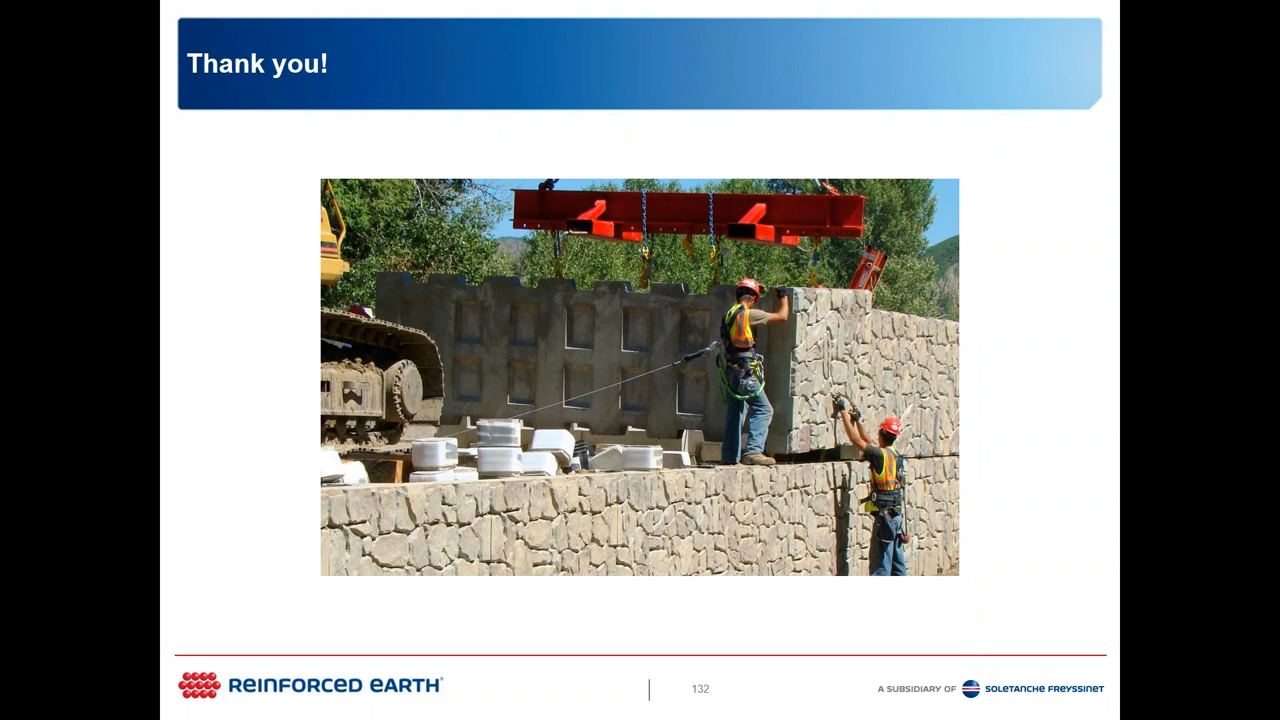 Thank you!
REINFORCED EARTH®
132
A SUBSIDIARY OF SOLETANCHE FREYSSINET